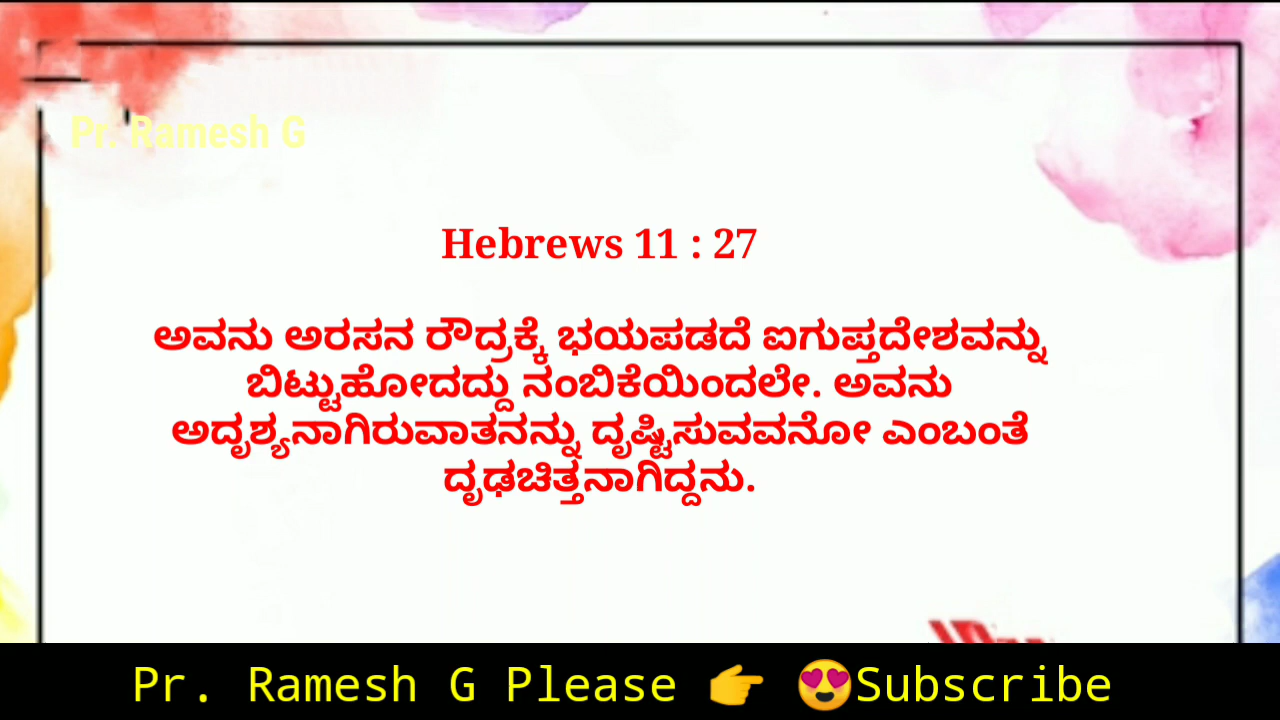 Pr. Ramesh G
Hebrews 11 : 27
ಅವನು ಅರಸನ ರೌದ್ರಕ್ಕೆ ಭಯಪಡದೆ ಐಗುಪ್ತದೇಶವನ್ನು
ಬಿಟ್ಟುಹೋದದ್ದು ನಂಬಿಕೆಯಿಂದಲೇ. ಅವನು
ಅದೃಶ್ಯನಾಗಿರುವಾತನನ್ನು ದೃಷ್ಟಿಸುವವನೋ ಎಂಬಂತೆ
ದೃಢಚಿತ್ತನಾಗಿದ್ದನು.
Pr. Ramesh G Please 👉 😍Subscribe